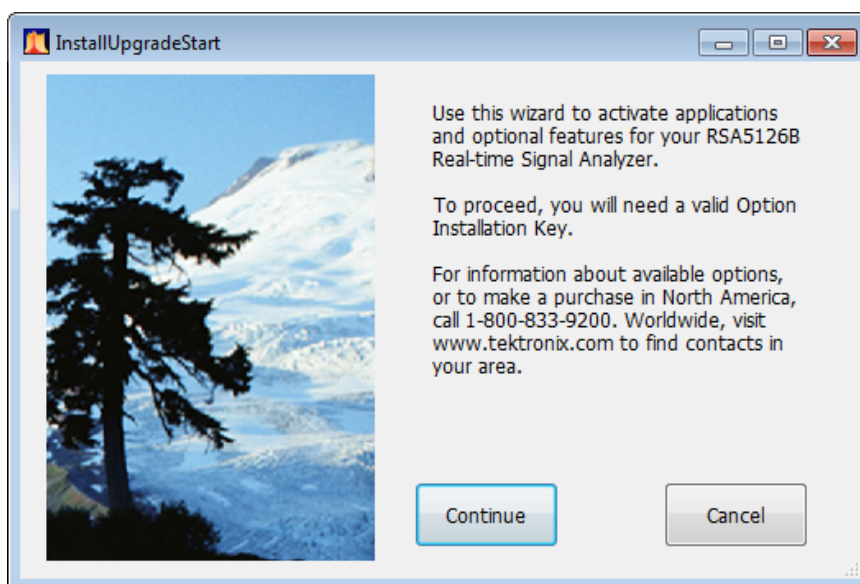 InstallUpgradeStart
Use this wizard to activate applications
and optional features for your RSA5126B
Real-time Signal Analyzer.
To proceed, you will need a valid Option
Installation Key.
For information about available options,
or to make a purchase in North America,
call 1-800-833-9200. Worldwide, visit
www.tektronix.com to find contacts in
your area.
Continue
Cancel